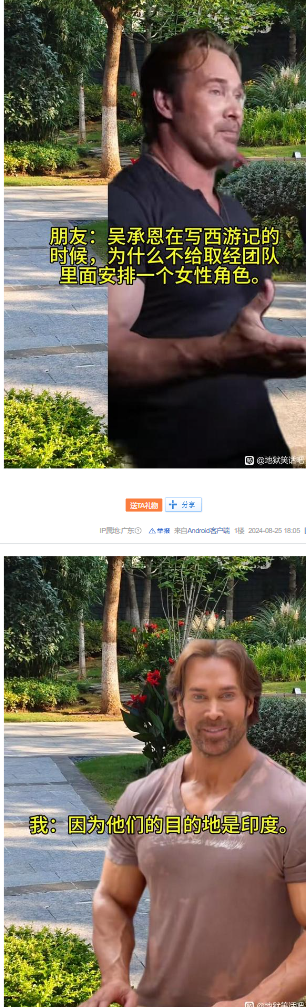 朋友：吴承恩在写西游记的
时候，为什么不给取经团队
里面安排一个女性角色。
@地狱笑话吧
送TA礼物
分享
IP属地:广东 举报 来自Android客户端 1楼 2024-08-25 18:05
我：因为他们的目的地是印度。
@地狱笑话吧